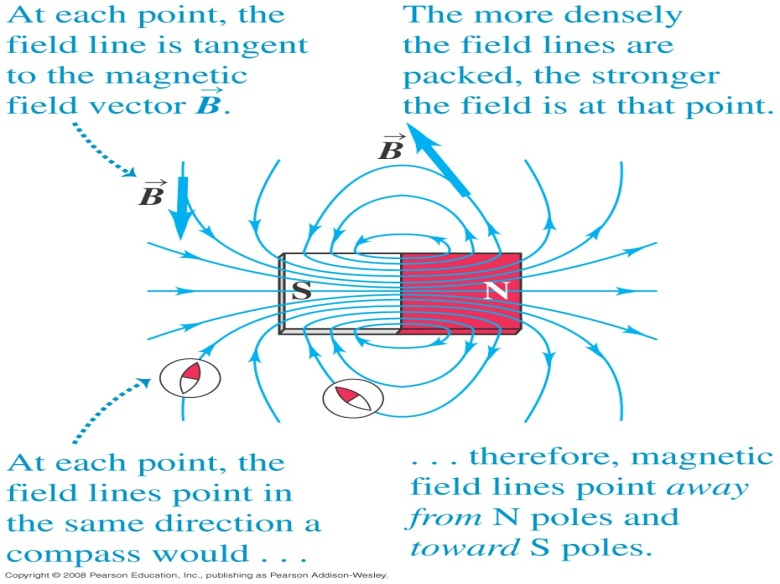 At each point, the
field line is tangent
to the magnetic
field vector B.
The more densely
the field lines are
packed, the stronger
the field is at that point.
B
B
S
N
At each point, the
field lines point in
the same direction a
compass would . . .
. . . therefore, magnetic
field lines point away
from N poles and
toward S poles.
Copyright © 2008 Pearson Education, Inc., publishing as Pearson Addison-Wesley.